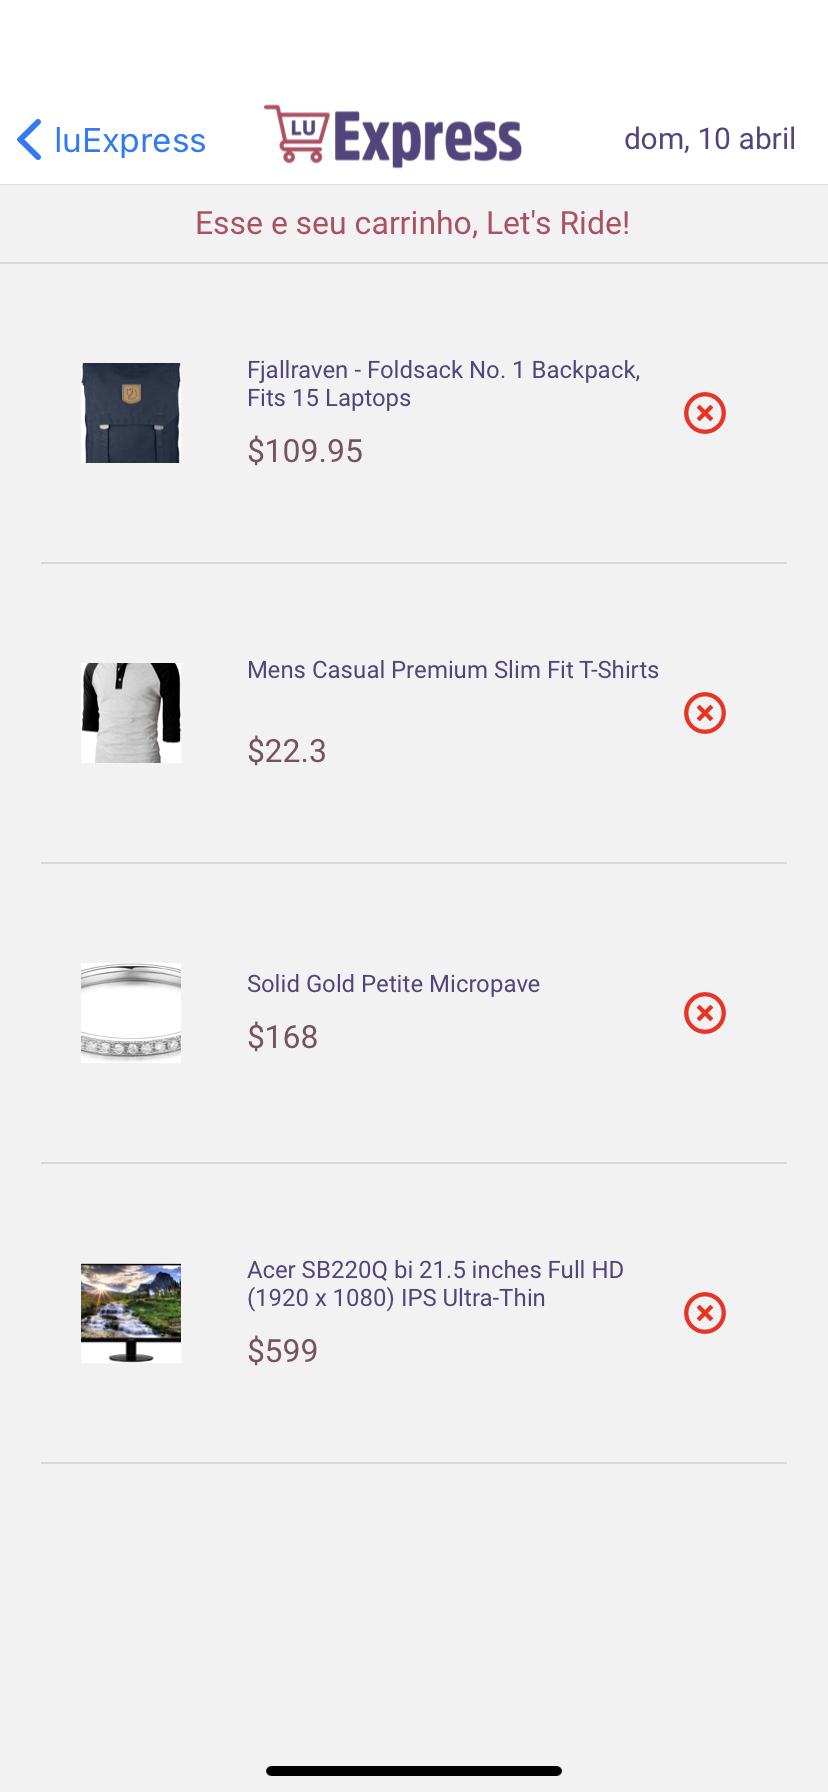 luExpress
LU Express
dom, 10 abril
Esse e seu carrinho, Let's Ride!
Fjallraven - Foldsack No. 1 Backpack,
Fits 15 Laptops
$109.95
Mens Casual Premium Slim Fit T-Shirts
$22.3
Solid Gold Petite Micropave
$168
Acer SB220Q bi 21.5 inches Full HD
(1920 x 1080) IPS Ultra-Thin
$599